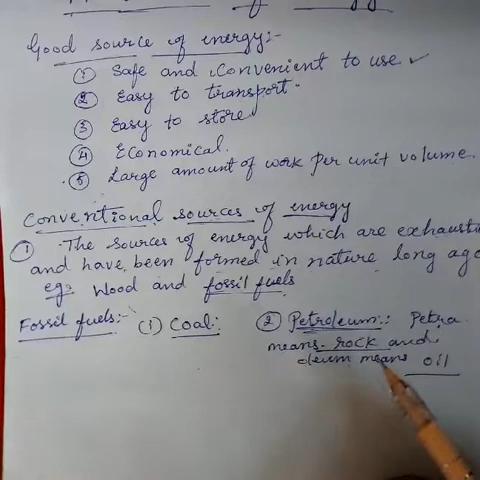 of
Good source of energy:-
① Safe and Convenient to use ✓
② Easy to transport.
③ Easy to store
④ Economical.
⑤ Large amount of work per unit volume.
Conventional sources of energy
① The sources of energy which are exhausti
and have been formed in nature long ago
eg:- Wood and fossil fuels
Fossil fuels:- (1) Coal:
② Petroleum:: Petra
means rock and
oleum means oil